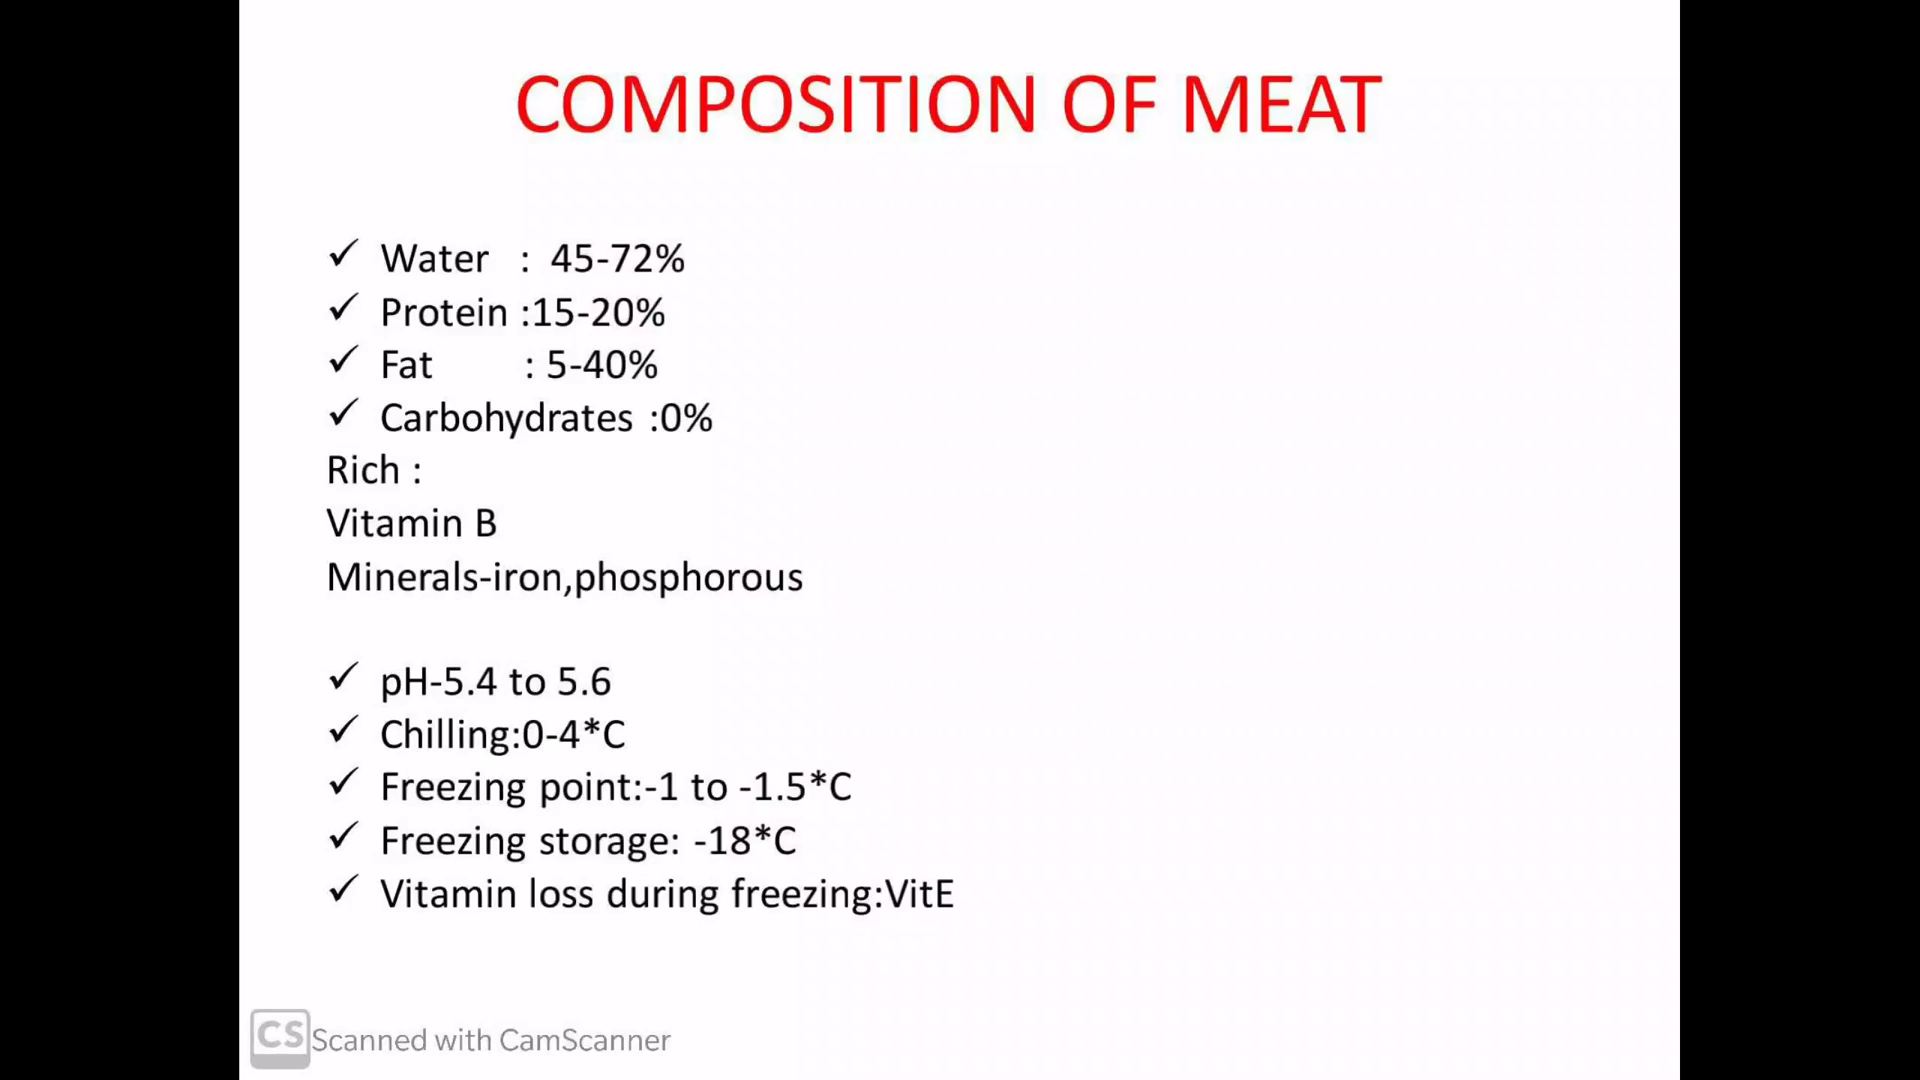 COMPOSITION OF MEAT
✓ Water : 45-72%
✓ Protein :15-20%
✓ Fat : 5-40%
✓ Carbohydrates :0%
Rich :
Vitamin B
Minerals-iron,phosphorous
✓ pH-5.4 to 5.6
✓ Chilling:0-4*C
✓ Freezing point:-1 to -1.5*C
✓ Freezing storage: -18*C
✓ Vitamin loss during freezing:VitE
CS Scanned with CamScanner